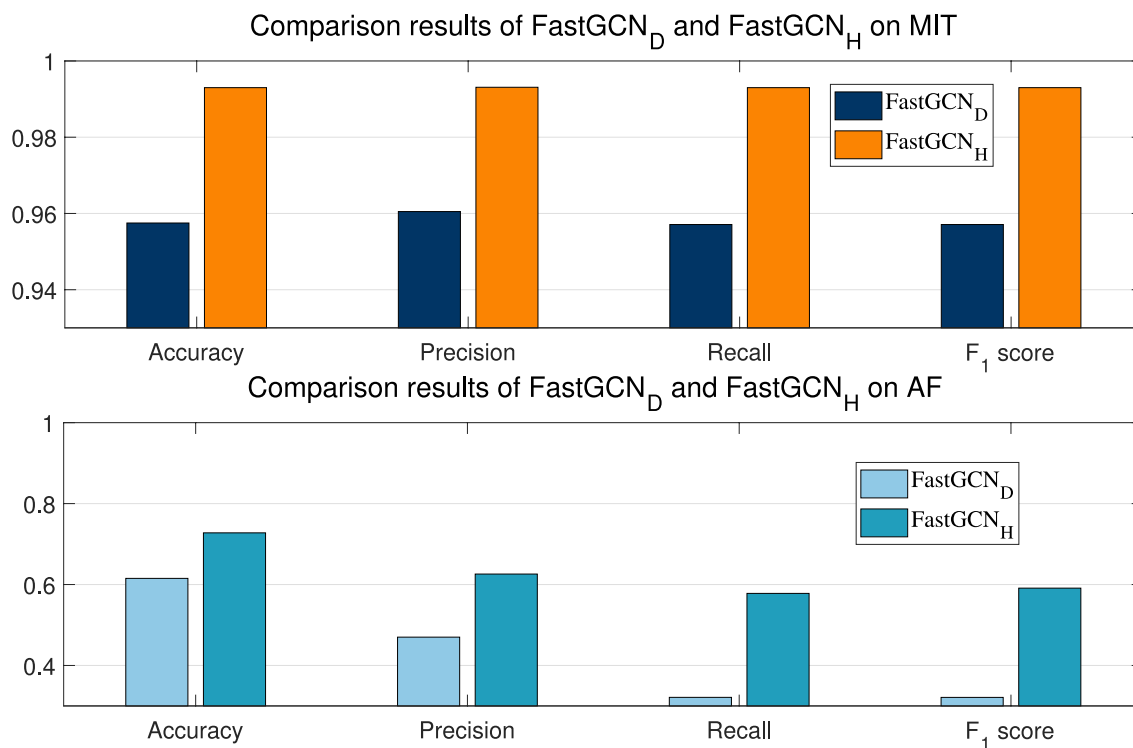 Comparison results of FastGCN_D and FastGCN_H on MIT
1
0.98
0.96
0.94
FastGCN_D
FastGCN_H
Accuracy Precision Recall F_1 score
Comparison results of FastGCN_D and FastGCN_H on AF
1
0.8
0.6
0.4
FastGCN_D
FastGCN_H
Accuracy Precision Recall F_1 score